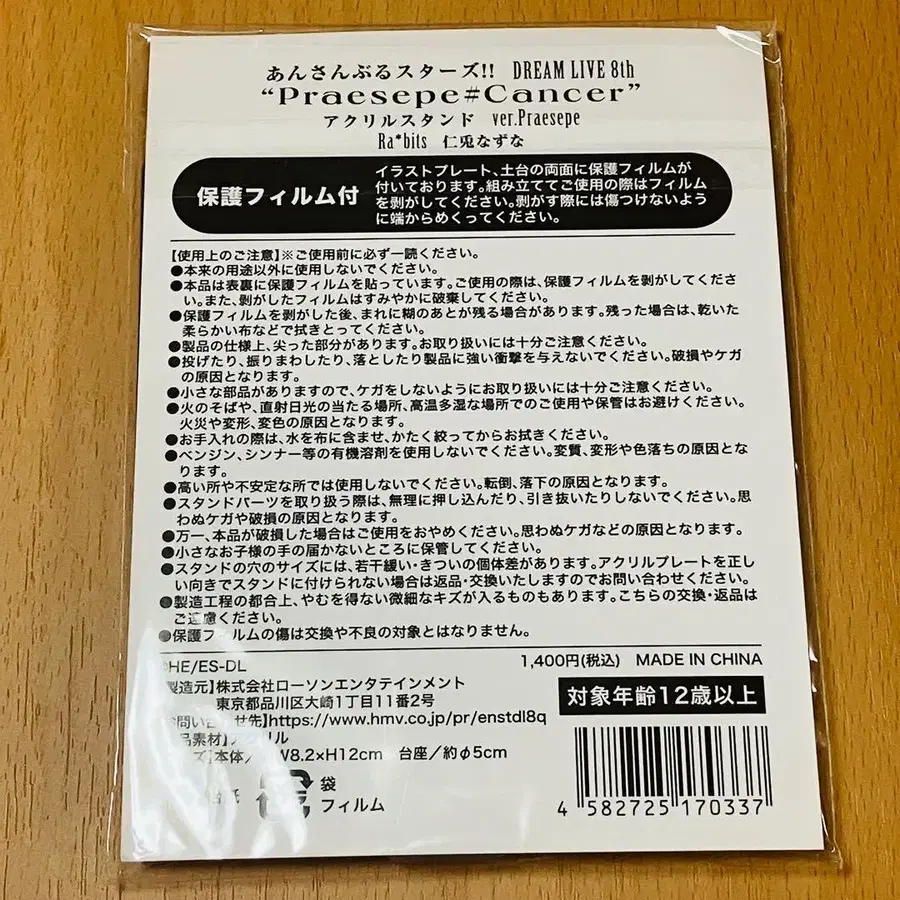 あんさんぶるスターズ!! DREAM LIVE 8th
“Praesepe#Cancer”
アクリルスタンド ver.Praesepe
Ra*bits 仁兎なずな
保護フィルム付
イラストプレート、土台の両面に保護フィルムが
付いております。組み立ててご使用の際はフィルム
を剥がしてください。剥がす際には傷つけないよう
に端からめくってください。
【使用上のご注意】※ご使用前に必ず一読ください。
●本来の用途以外に使用しないでください。
●本品は表裏に保護フィルムを貼っています。ご使用の際は、保護フィルムを剥がしてくださ
い。また、剥がしたフィルムはすみやかに破棄してください。
●保護フィルムを剥がした後、まれに糊のあとが残る場合があります。残った場合は、乾いた
柔らかい布などで拭きとってください。
●製品の仕様上、尖った部分があります。お取り扱いには十分ご注意ください。
●投げたり、振りまわしたり、落としたり製品に強い衝撃を与えないでください。破損やケガ
の原因となります。
●小さな部品がありますので、ケガをしないようにお取り扱いには十分ご注意ください。
●火のそばや、直射日光の当たる場所、高温多湿な場所でのご使用や保管はお避けください。
火災や変形、変色の原因となります。
●お手入れの際は、水を布に含ませ、かたく絞ってからお拭きください。
●ベンジン、シンナー等の有機溶剤を使用しないでください。変質、変形や色落ちの原因とな
ります。
●高い所や不安定な所では使用しないでください。転倒、落下の原因となります。
●スタンドパーツを取り扱う際は、無理に押し込んだり、引き抜いたりしないでください。思
わぬケガや破損の原因となります。
●万一、本品が破損した場合はご使用をおやめください。思わぬケガなどの原因となります。
●小さなお子様の手の届かないところに保管してください。
●スタンドの穴のサイズには、若干緩い・きついの個体差があります。アクリルプレートを正し
い向きでスタンドに付けられない場合は返品・交換いたしますのでお問い合わせください。
●製造工程の都合上、やむを得ない微細なキズが入るものもあります。こちらの交換・返品は
ご遠慮ください。
●保護フィルムの傷は交換や不良の対象とはなりません。
©HE/ES-DL 1,400円(税込) MADE IN CHINA
製造元】株式会社ローソンエンタテインメント
東京都品川区大崎1丁目11番2号
お問い合わせ先】https://www.hmv.co.jp/pr/enstdl8q
品素材】アクリル
ズ】本体/ W8.2×H12cm 台座/約φ5cm
対象年齢12歳以上
台紙
袋
フィルム
4 582725 170337